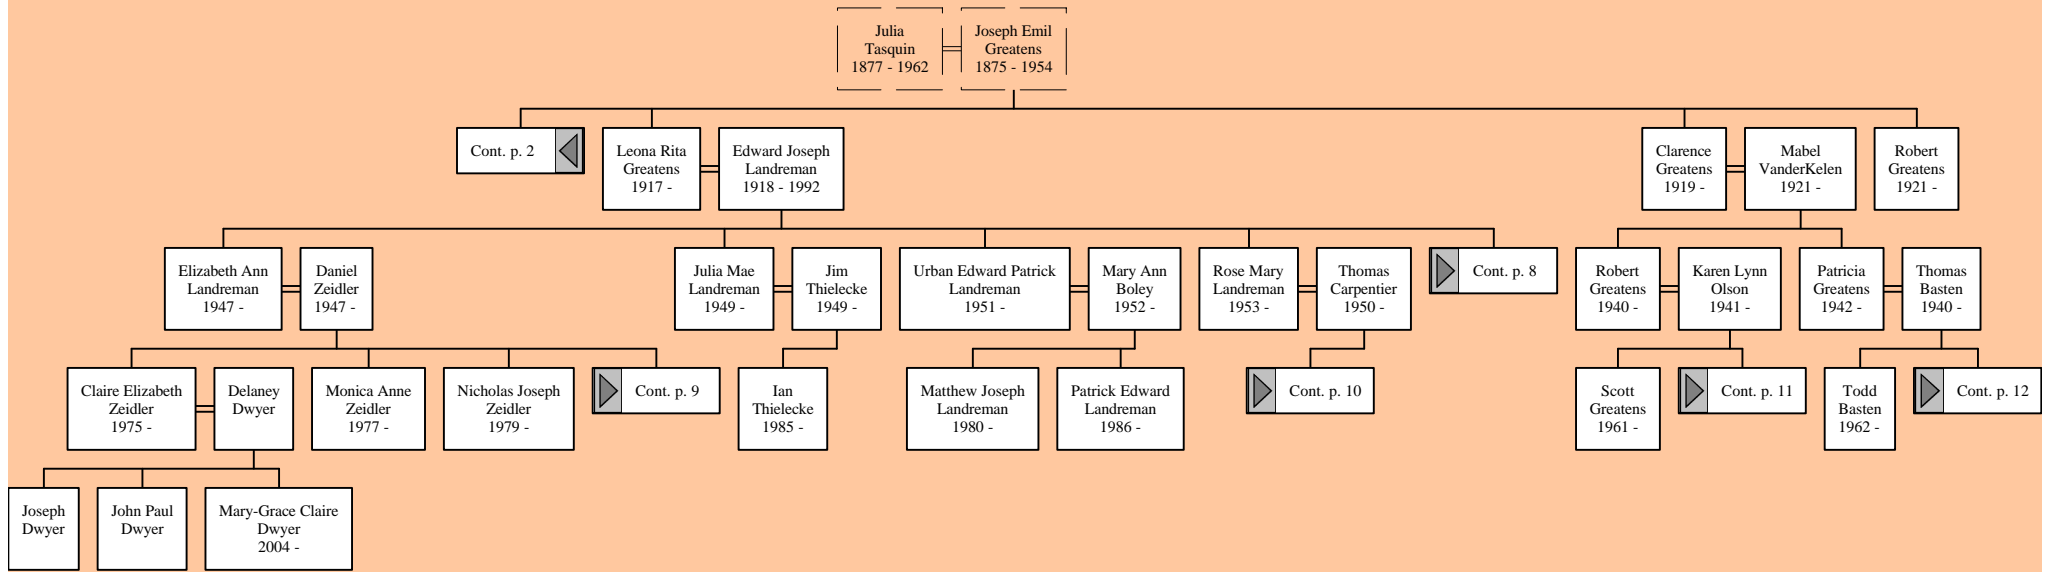 Julia
Tasquin
1877 - 1962
Joseph Emil
Greatens
1875 - 1954
Cont. p. 2
Leona Rita
Greatens
1917 -
Edward Joseph
Landreman
1918 - 1992
Clarence
Greatens
1919 -
Mabel
VanderKelen
1921 -
Robert
Greatens
1921 -
Elizabeth Ann
Landreman
1947 -
Daniel
Zeidler
1947 -
Julia Mae
Landreman
1949 -
Jim
Thielecke
1949 -
Urban Edward Patrick
Landreman
1951 -
Mary Ann
Boley
1952 -
Rose Mary
Landreman
1953 -
Thomas
Carpentier
1950 -
Cont. p. 8
Robert
Greatens
1940 -
Karen Lynn
Olson
1941 -
Patricia
Greatens
1942 -
Thomas
Basten
1940 -
Claire Elizabeth
Zeidler
1975 -
Delaney
Dwyer
Monica Anne
Zeidler
1977 -
Nicholas Joseph
Zeidler
1979 -
Cont. p. 9
Ian
Thielecke
1985 -
Matthew Joseph
Landreman
1980 -
Patrick Edward
Landreman
1986 -
Cont. p. 10
Scott
Greatens
1961 -
Cont. p. 11
Todd
Basten
1962 -
Cont. p. 12
Joseph
Dwyer
John Paul
Dwyer
Mary-Grace Claire
Dwyer
2004 -